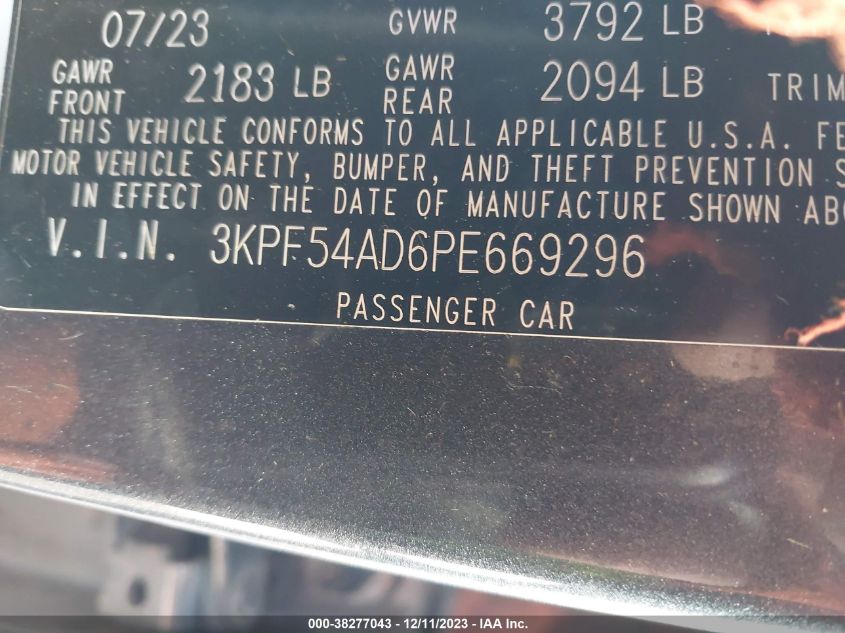 07/23 GVWR 3792 LB
GAWR FRONT 2183 LB GAWR REAR 2094 LB TRIM
THIS VEHICLE CONFORMS TO ALL APPLICABLE U.S.A. FE
MOTOR VEHICLE SAFETY, BUMPER, AND THEFT PREVENTION S
IN EFFECT ON THE DATE OF MANUFACTURE SHOWN ABO
V.I.N. 3KPF54AD6PE669296
PASSENGER CAR
000-38277043 - 12/11/2023 - IAA Inc.